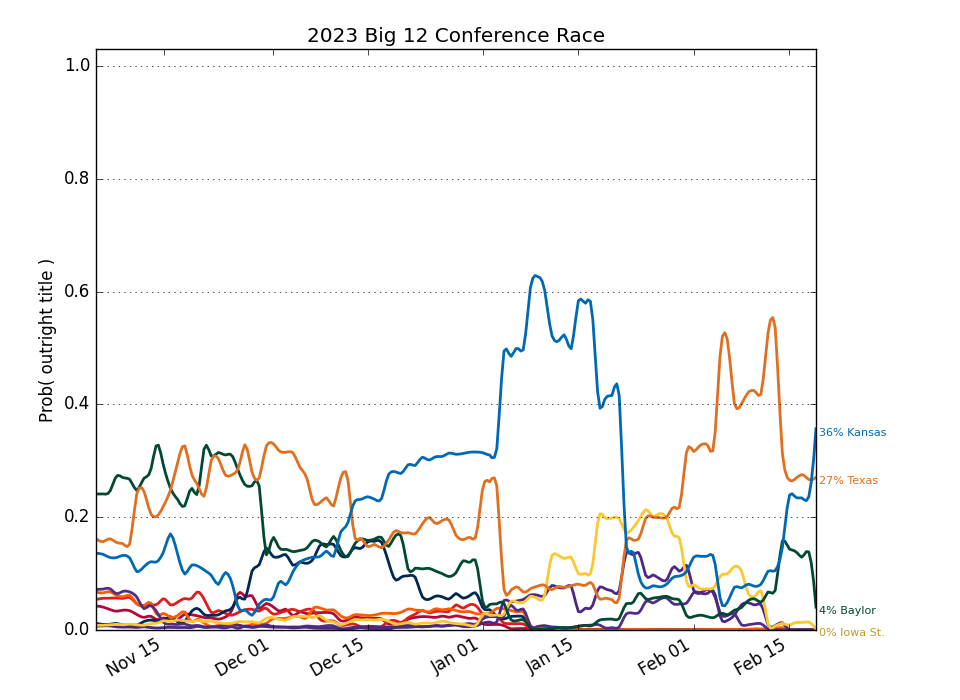 2023 Big 12 Conference Race
Prob( outright title )
1.0
0.8
0.6
0.4
0.2
0.0
36% Kansas
27% Texas
4% Baylor
0% Iowa St.
Nov 15
Dec 01
Dec 15
Jan 01
Jan 15
Feb 01
Feb 15